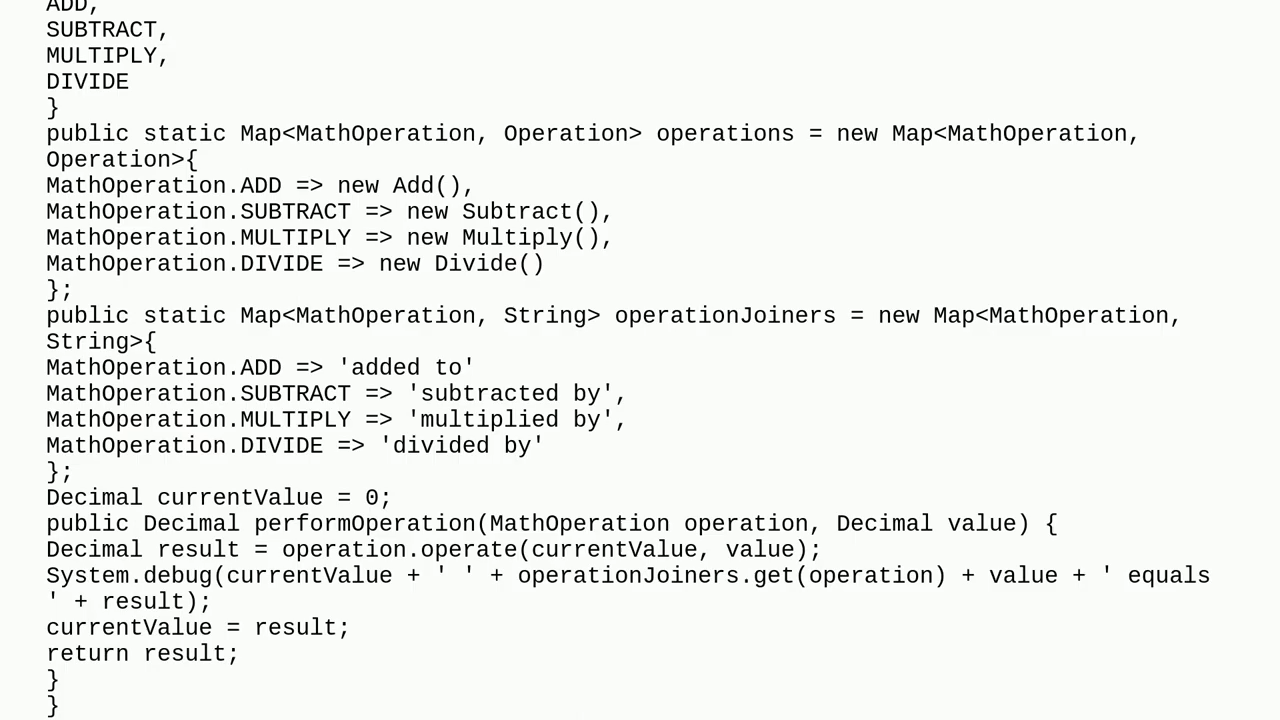 ADD,
SUBTRACT,
MULTIPLY,
DIVIDE
}
public static Map<MathOperation, Operation> operations = new Map<MathOperation,
Operation>{
MathOperation.ADD => new Add(),
MathOperation.SUBTRACT => new Subtract(),
MathOperation.MULTIPLY => new Multiply(),
MathOperation.DIVIDE => new Divide()
};
public static Map<MathOperation, String> operationJoiners = new Map<MathOperation,
String>{
MathOperation.ADD => 'added to'
MathOperation.SUBTRACT => 'subtracted by',
MathOperation.MULTIPLY => 'multiplied by',
MathOperation.DIVIDE => 'divided by'
};
Decimal currentValue = 0;
public Decimal performOperation(MathOperation operation, Decimal value) {
Decimal result = operation.operate(currentValue, value);
System.debug(currentValue + ' ' + operationJoiners.get(operation) + value + ' equals
' + result);
currentValue = result;
return result;
}
}